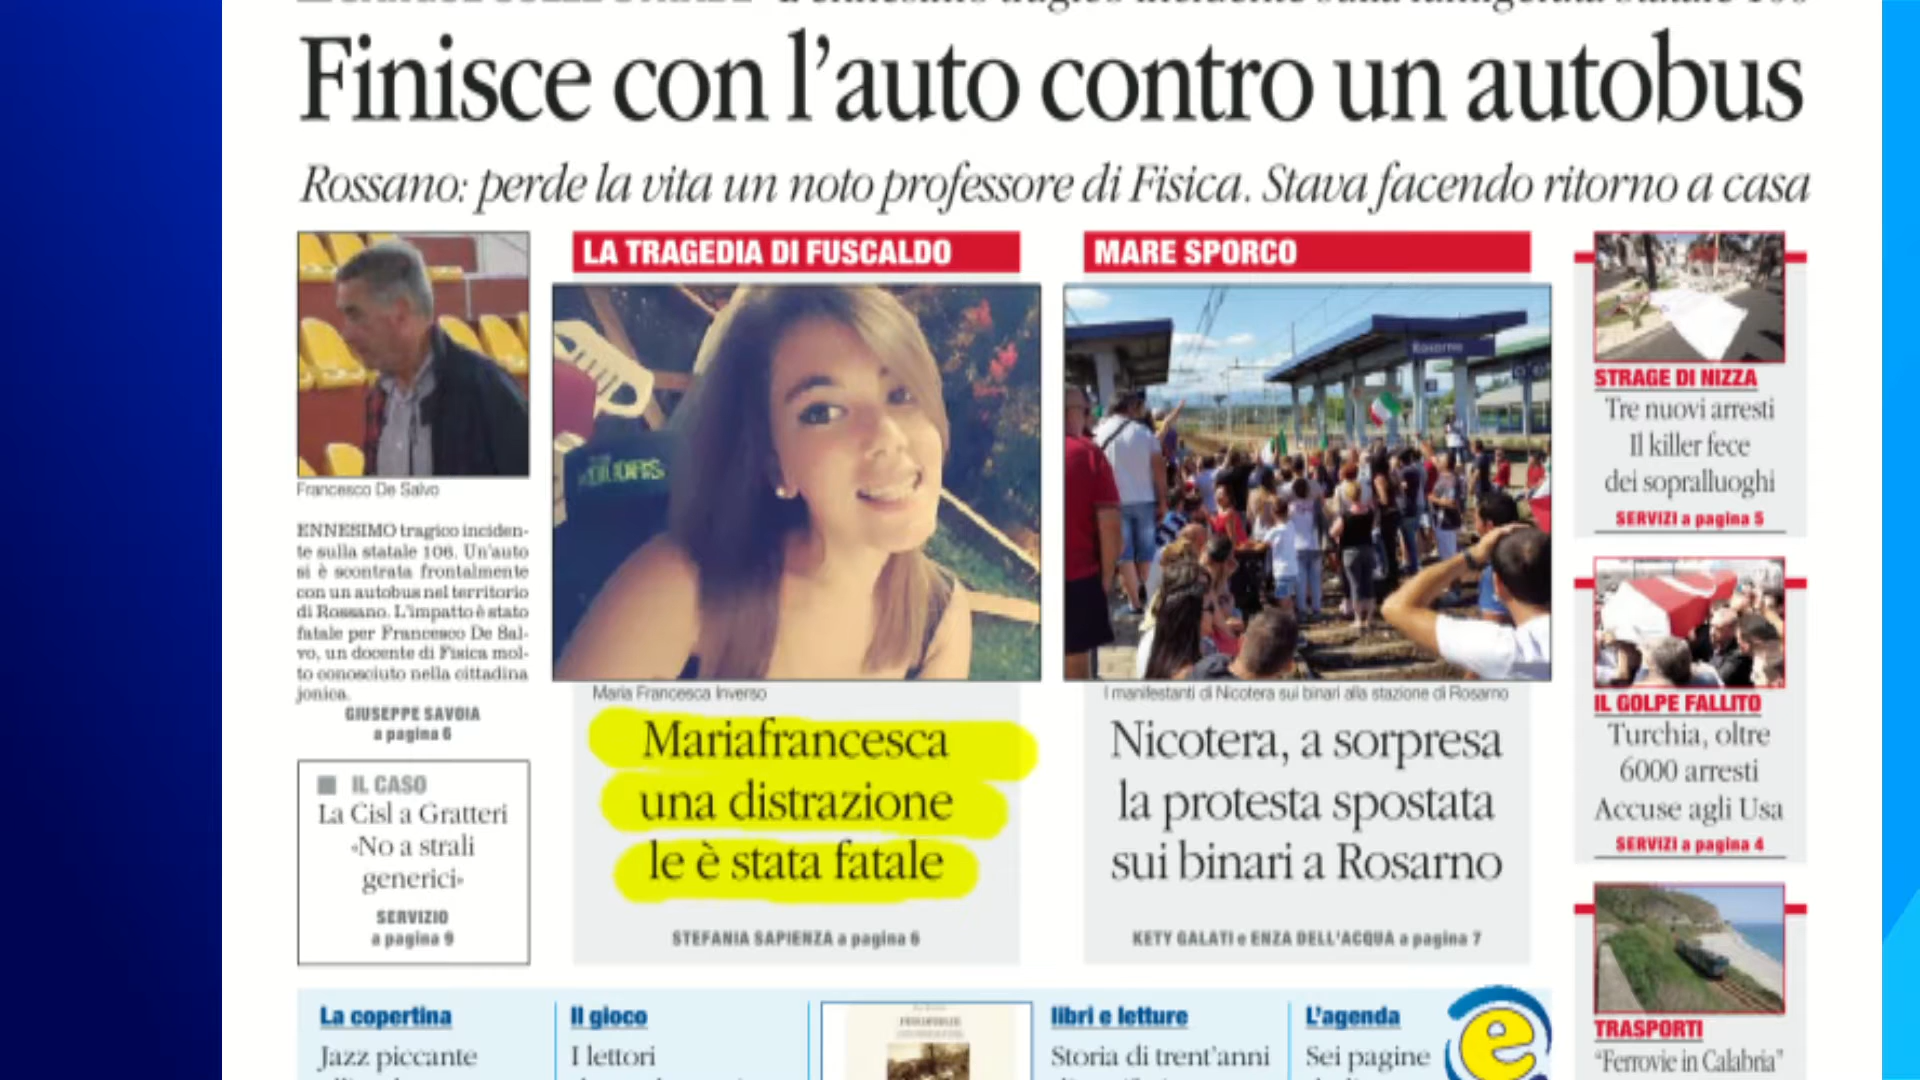 Finisce con l'auto contro un autobus
Rossano: perde la vita un noto professore di Fisica. Stava facendo ritorno a casa
Francesco De Salvo
ENNESIMO tragico inciden-
te sulla statale 106. Un'auto
si è scontrata frontalmente
con un autobus nel territorio
di Rossano. L'impatto è stato
fatale per Francesco De Sal-
vo, un docente di Fisica mol-
to conosciuto nella cittadina
jonica.
GIUSEPPE SAVOIA
a pagina 6
IL CASO
La Cisl a Gratteri
«No a strali
generici»
SERVIZIO
a pagina 9
LA TRAGEDIA DI FUSCALDO
Maria Francesca Inverso
Mariafrancesca
una distrazione
le è stata fatale
STEFANIA SAPIENZA a pagina 6
MARE SPORCO
Rosarno
I manifestanti di Nicotera sui binari alla stazione di Rosarno
Nicotera, a sorpresa
la protesta spostata
sui binari a Rosarno
KETY GALATI e ENZA DELL'ACQUA a pagina 7
STRAGE DI NIZZA
Tre nuovi arresti
Il killer fece
dei sopralluoghi
SERVIZI a pagina 5
IL GOLPE FALLITO
Turchia, oltre
6000 arresti
Accuse agli Usa
SERVIZI a pagina 4
TRASPORTI
"Ferrovie in Calabria"
La copertina
Jazz piccante
Il gioco
I lettori
libri e letture
Storia di trent'anni
L'agenda
Sei pagine
e